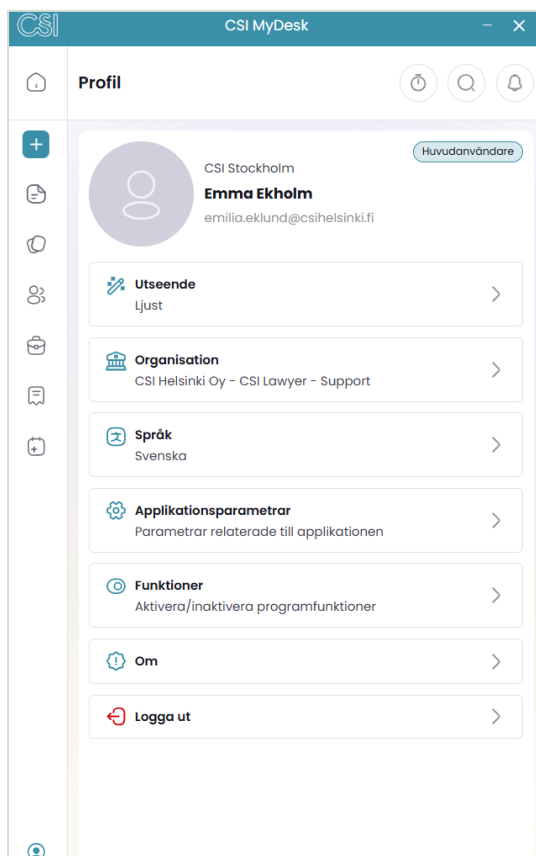 CSI
CSI MyDesk
Profil
Huvudanvändare
CSI Stockholm
Emma Ekholm
emilia.eklund@csihelsinki.fi
Utseende
Ljust
Organisation
CSI Helsinki Oy - CSI Lawyer - Support
Språk
Svenska
Applikationsparametrar
Parametrar relaterade till applikationen
Funktioner
Aktivera/inaktivera programfunktioner
Om
Logga ut